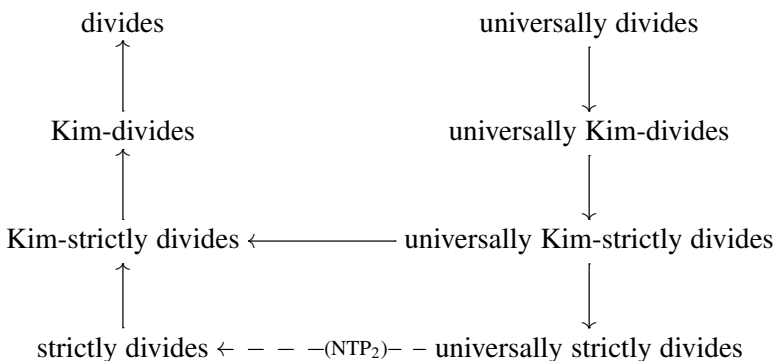 divides universally divides
Kim-divides universally Kim-divides
Kim-strictly divides universally Kim-strictly divides
strictly divides (NTP₂) universally strictly divides